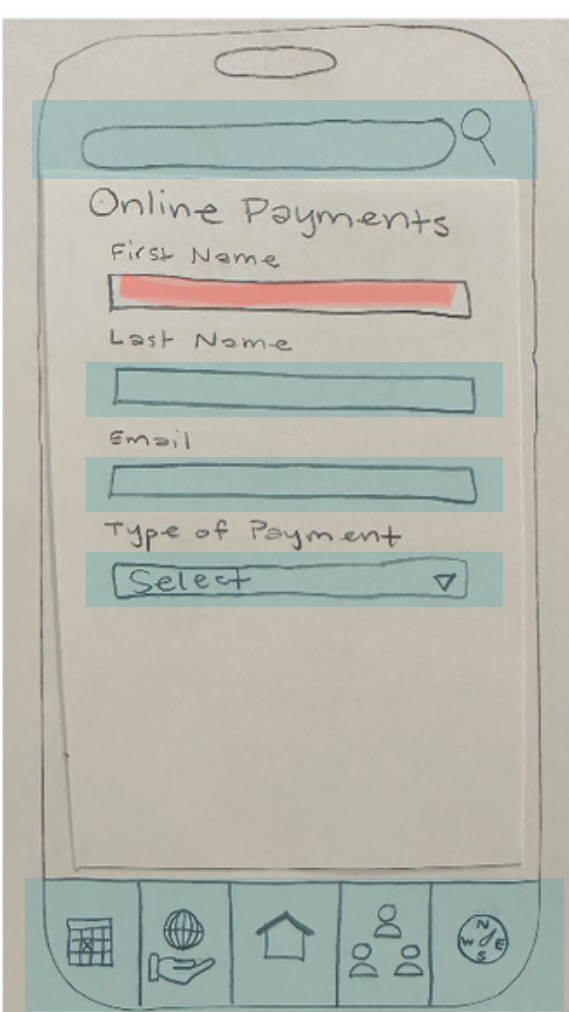 Online Payments
First Name
Last Name
Email
Type of Payment
Select
N
W E
S